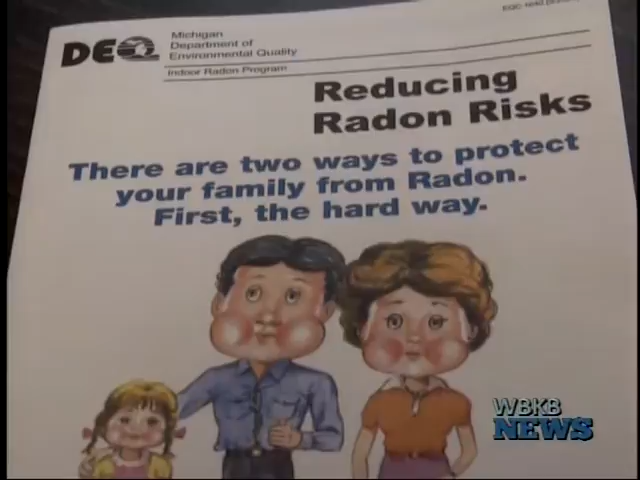 DEQ
Michigan
Department of
Environmental Quality
Indoor Radon Program
Reducing
Radon Risks
There are two ways to protect
your family from Radon.
First, the hard way.
WBKB
NEWS